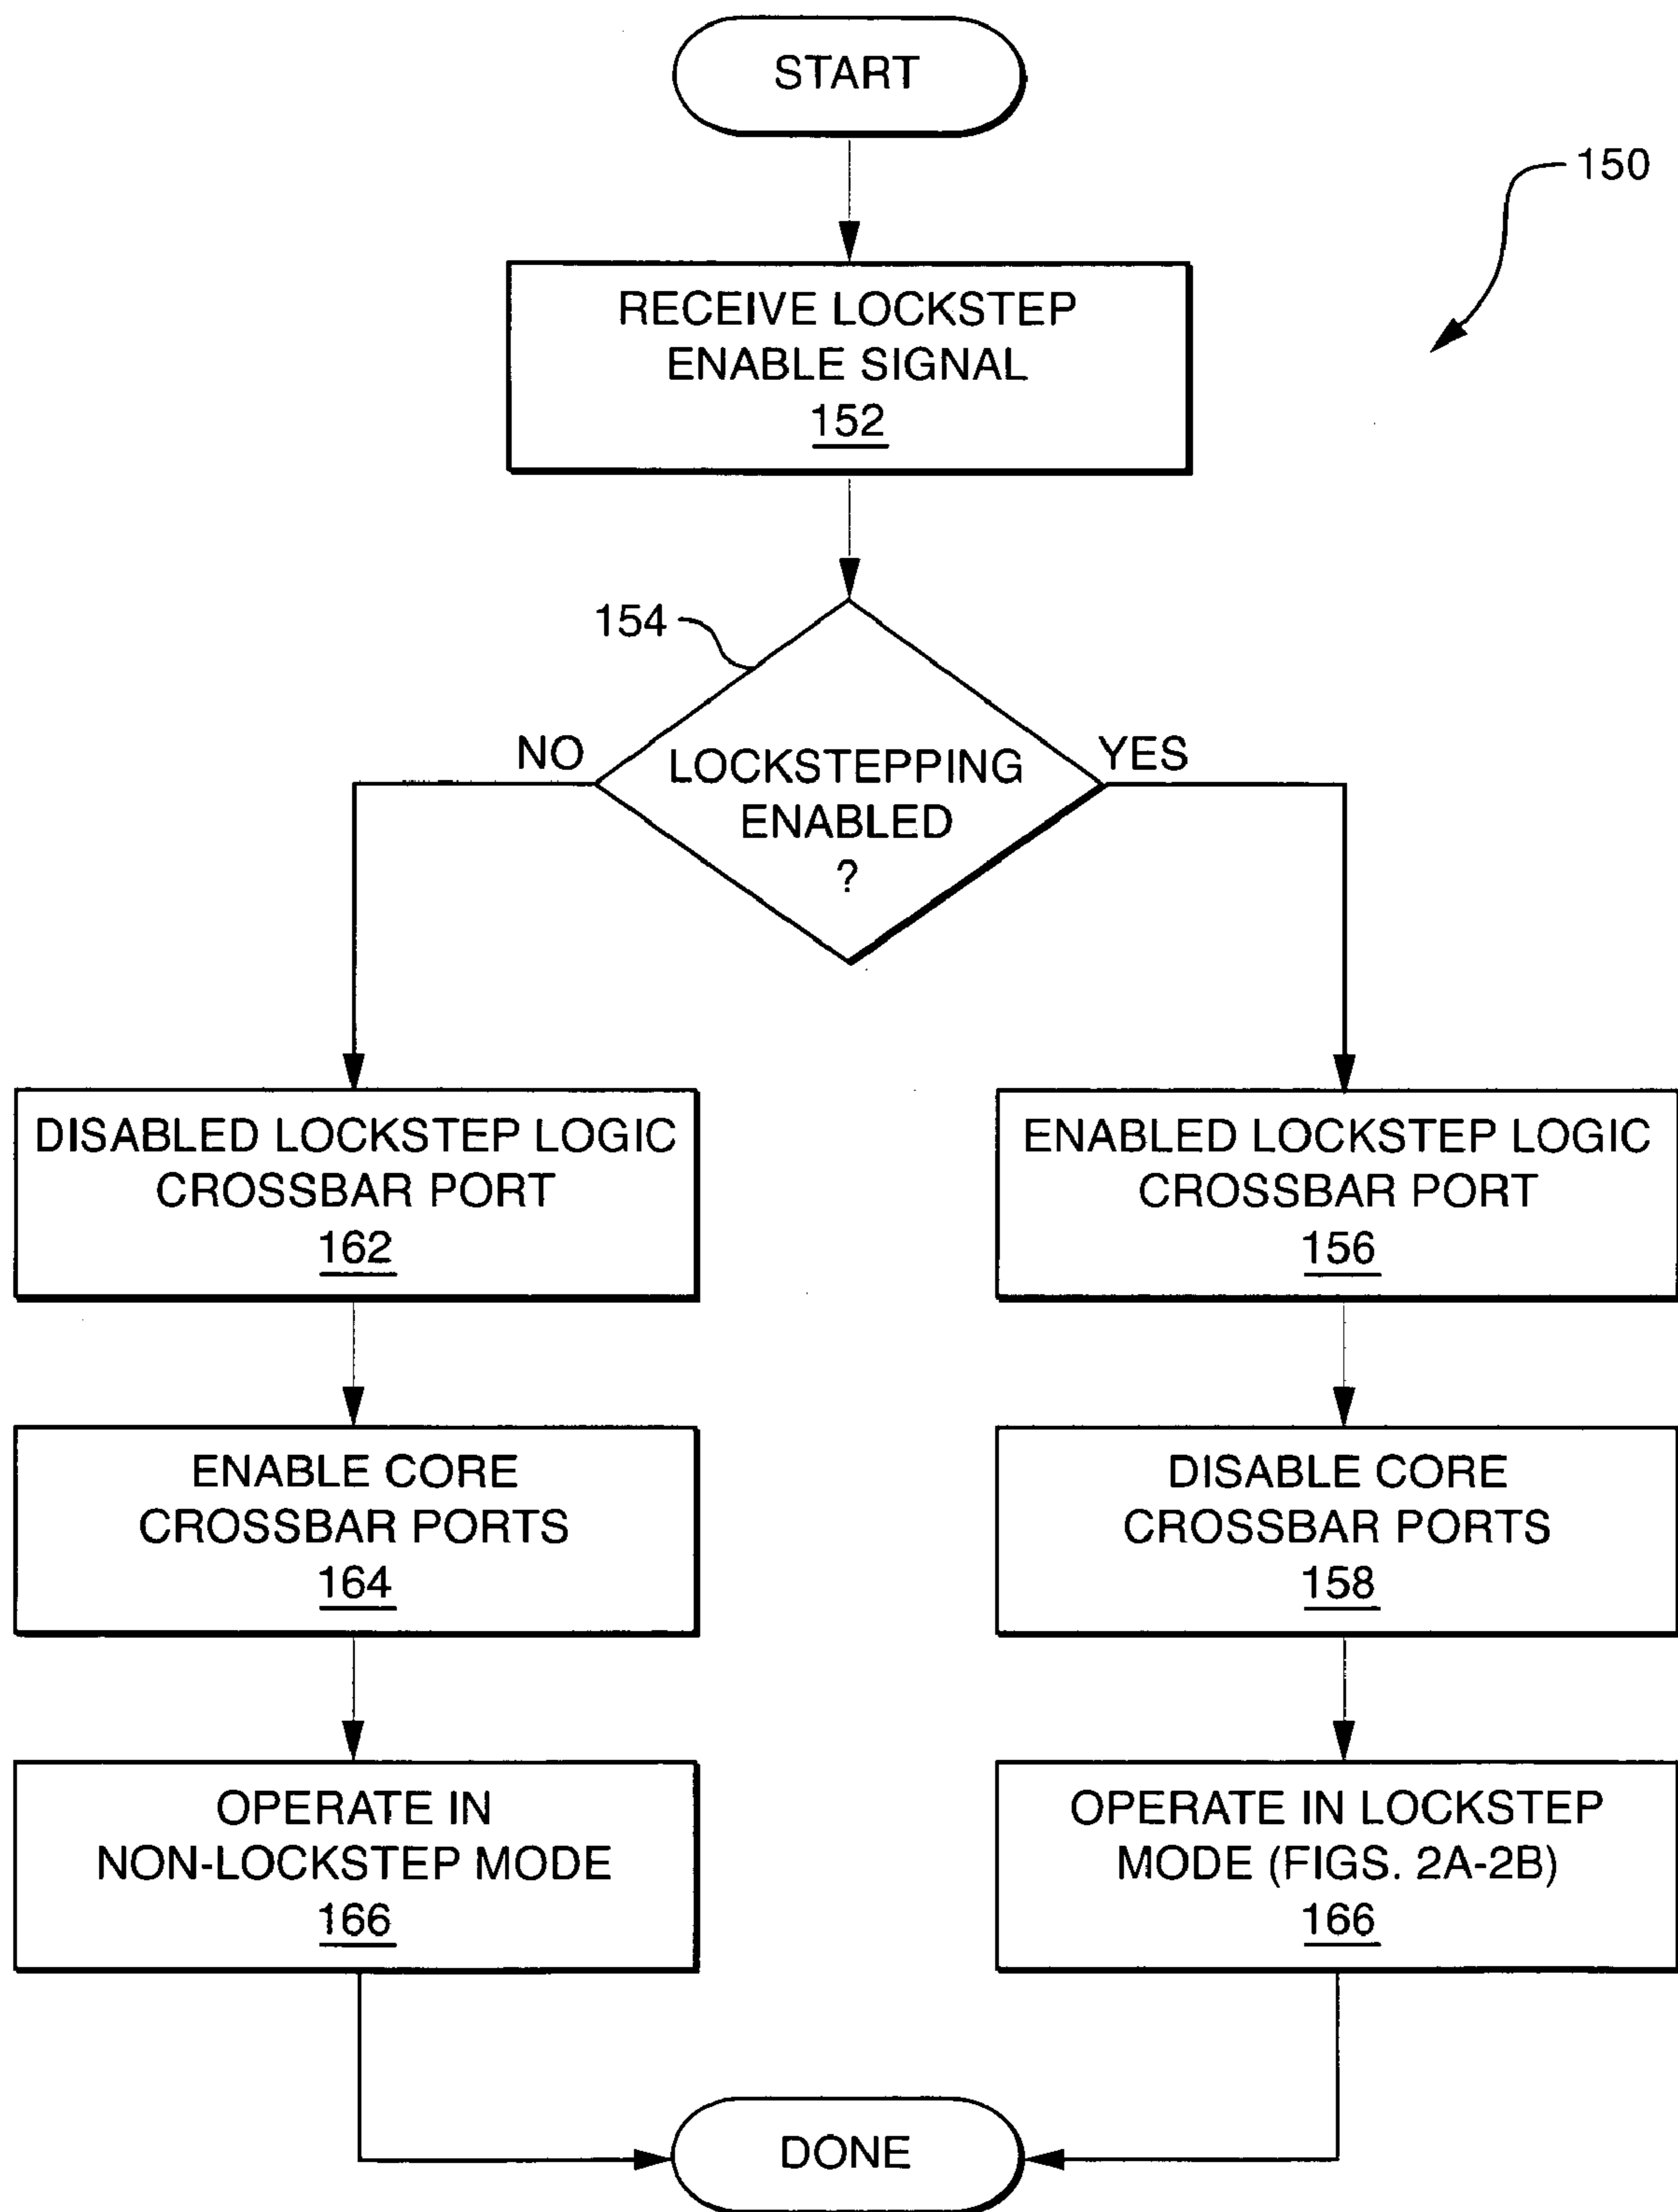 START
150
RECEIVE LOCKSTEP
ENABLE SIGNAL
152
154
NO
YES
LOCKSTEPPING
ENABLED
?
DISABLED LOCKSTEP LOGIC
CROSSBAR PORT
162
ENABLED LOCKSTEP LOGIC
CROSSBAR PORT
156
ENABLE CORE
CROSSBAR PORTS
164
DISABLE CORE
CROSSBAR PORTS
158
OPERATE IN
NON-LOCKSTEP MODE
166
OPERATE IN LOCKSTEP
MODE (FIGS. 2A-2B)
166
DONE